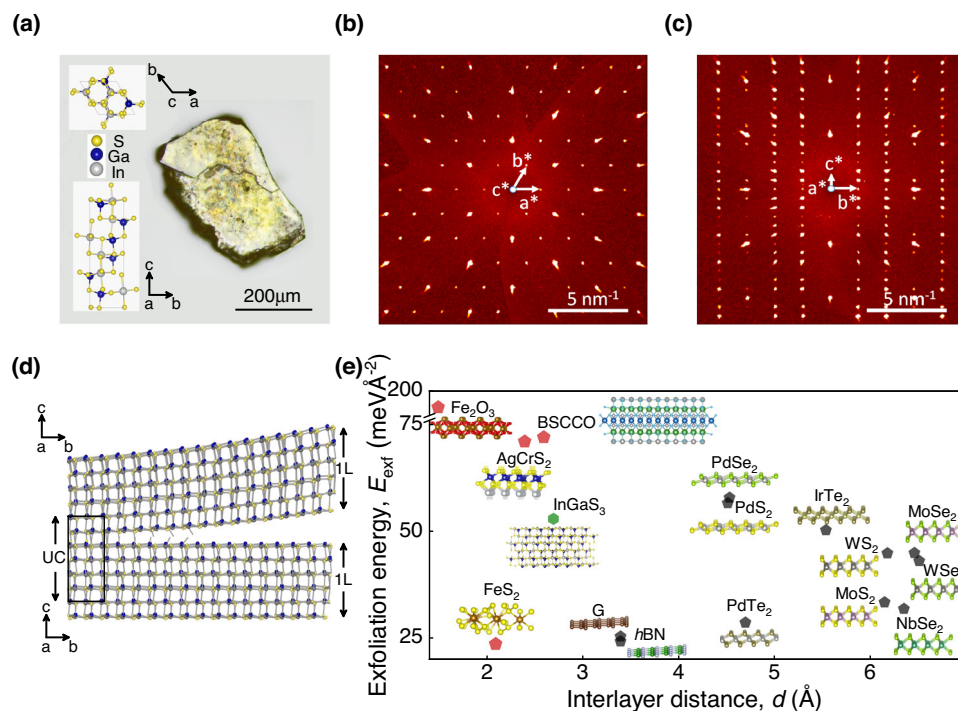 (a)
b
c
a
S
Ga
In
c
a
b
200μm
(b)
b*
c*
a*
5 nm⁻¹
(c)
c*
a*
b*
5 nm⁻¹
(d)
c
a
b
1L
UC
1L
c
a
b
(e)
Exfoliation energy, E_exf (meVÅ⁻²)
200
75
50
25
Fe₂O₃
BSCCO
AgCrS₂
InGaS₃
FeS₂
G
hBN
PdSe₂
PdS₂
IrTe₂
MoSe₂
WS₂
WSe
MoS₂
PdTe₂
NbSe₂
2
3
4
5
6
Interlayer distance, d (Å)